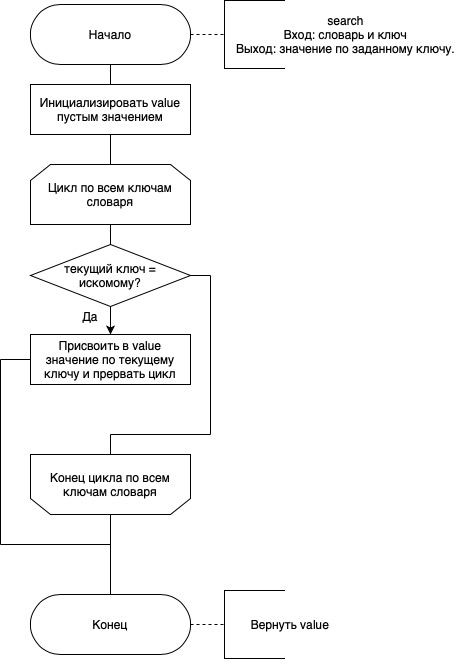 Начало
search
Вход: словарь и ключ
Выход: значение по заданному ключу.
Инициализировать value
пустым значением
Цикл по всем ключам
словаря
текущий ключ =
искомому?
Да
Присвоить в value
значение по текущему
ключу и прервать цикл
Конец цикла по всем
ключам словаря
Конец
Вернуть value